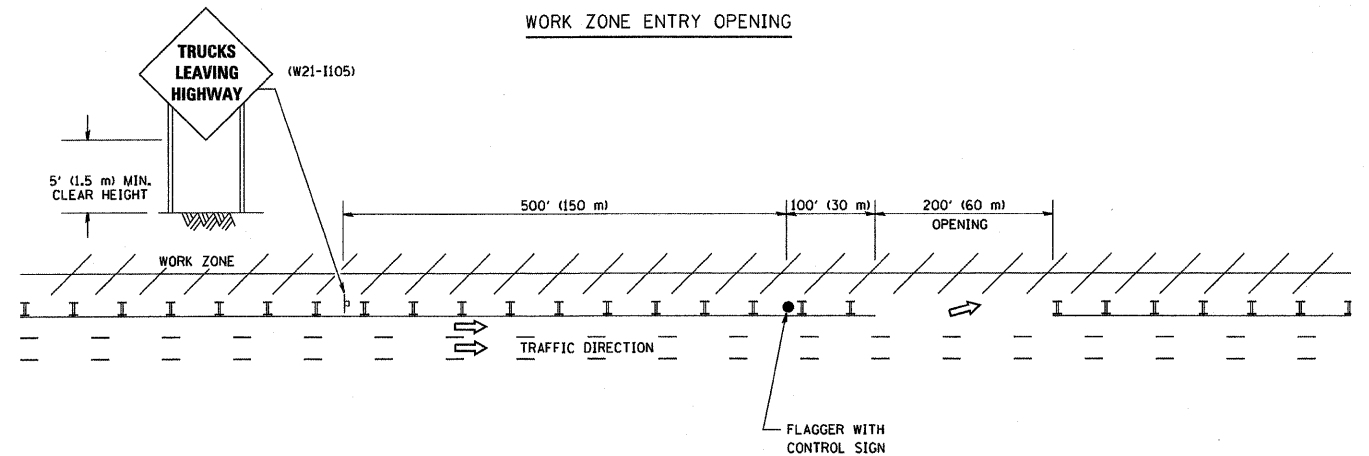 WORK ZONE ENTRY OPENING
TRUCKS
LEAVING
HIGHWAY
(W21-I105)
5' (1.5 m) MIN.
CLEAR HEIGHT
500' (150 m)
100' (30 m)
200' (60 m)
OPENING
WORK ZONE
TRAFFIC DIRECTION
FLAGGER WITH
CONTROL SIGN